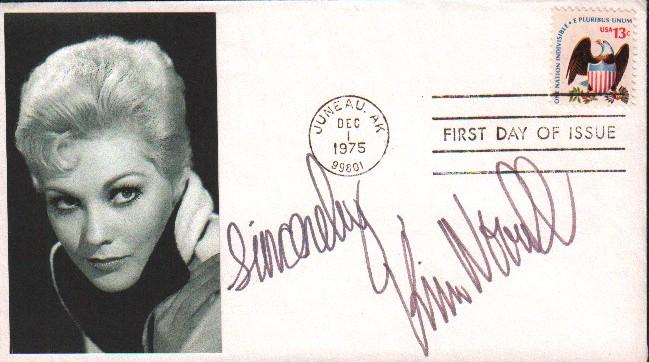 ONE NATION INDIVISIBLE • E PLURIBUS UNUM
USA 13c
JUNEAU, AK
DEC
1
1975
99801
FIRST DAY OF ISSUE
Sincerely
Kim Novak